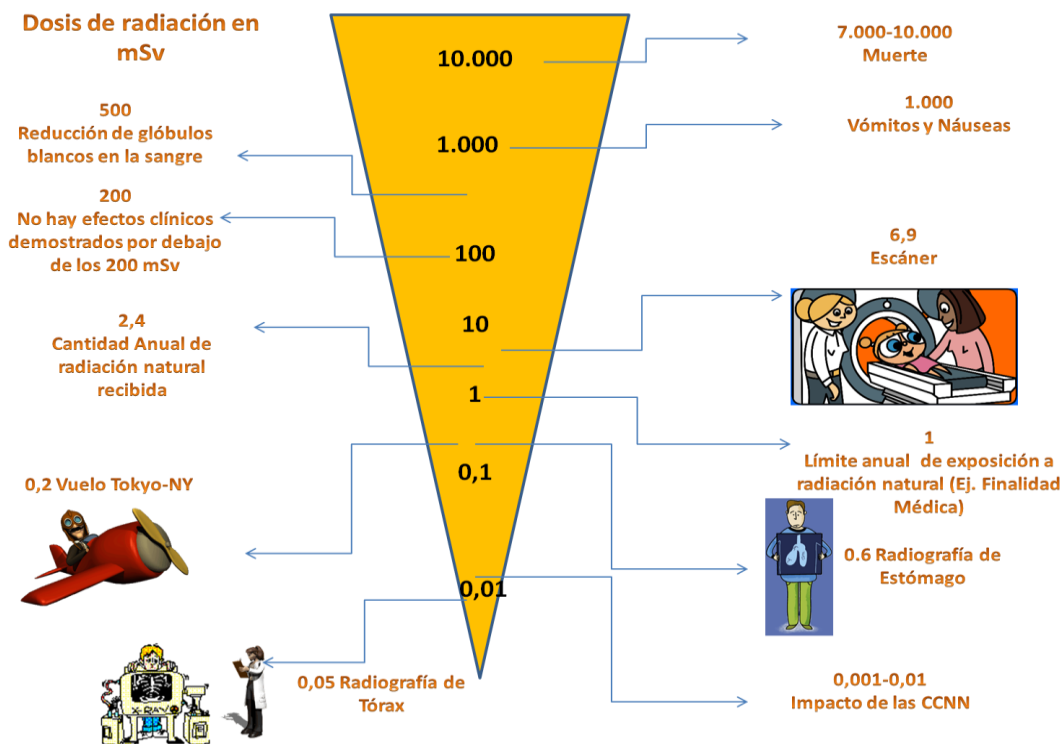 Dosis de radiación en
mSv
10.000
1.000
100
10
1
0,1
0,01
500
Reducción de glóbulos
blancos en la sangre
200
No hay efectos clínicos
demostrados por debajo
de los 200 mSv
2,4
Cantidad Anual de
radiación natural
recibida
0,2 Vuelo Tokyo-NY
X-RAY
0,05 Radiografía de
Tórax
7.000-10.000
Muerte
1.000
Vómitos y Náuseas
6,9
Escáner
1
Límite anual de exposición a
radiación natural (Ej. Finalidad
Médica)
0.6 Radiografía de
Estómago
0,001-0,01
Impacto de las CCNN